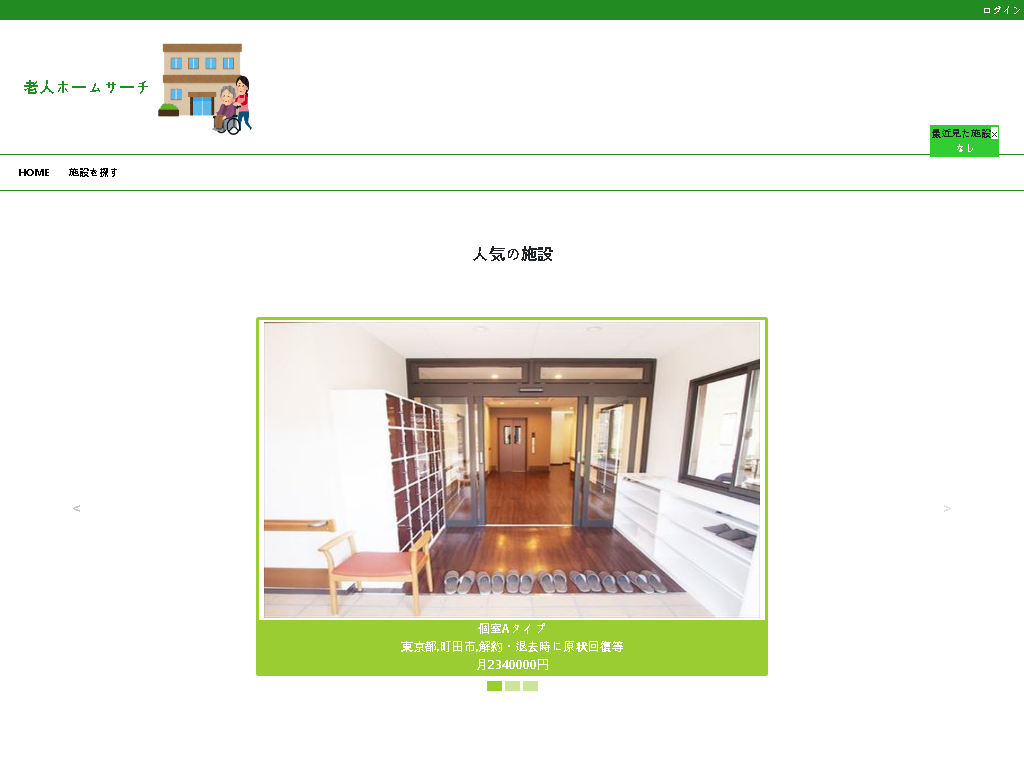 ログイン
老人ホームサーチ
最近見た施設×
なし
HOME 施設を探す
人気の施設
<
>
個室Aタイプ
東京都,町田市,解約・退去時に原状回復等
月2340000円